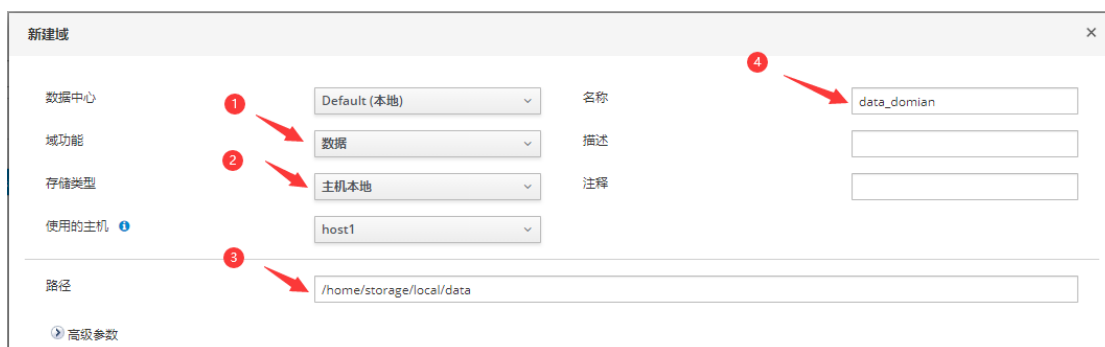 新建域 ×
4
数据中心 Default (本地) 名称 data_domian
1
域功能 数据 描述
2
存储类型 主机本地 注释
使用的主机 host1
3
路径 /home/storage/local/data
高级参数